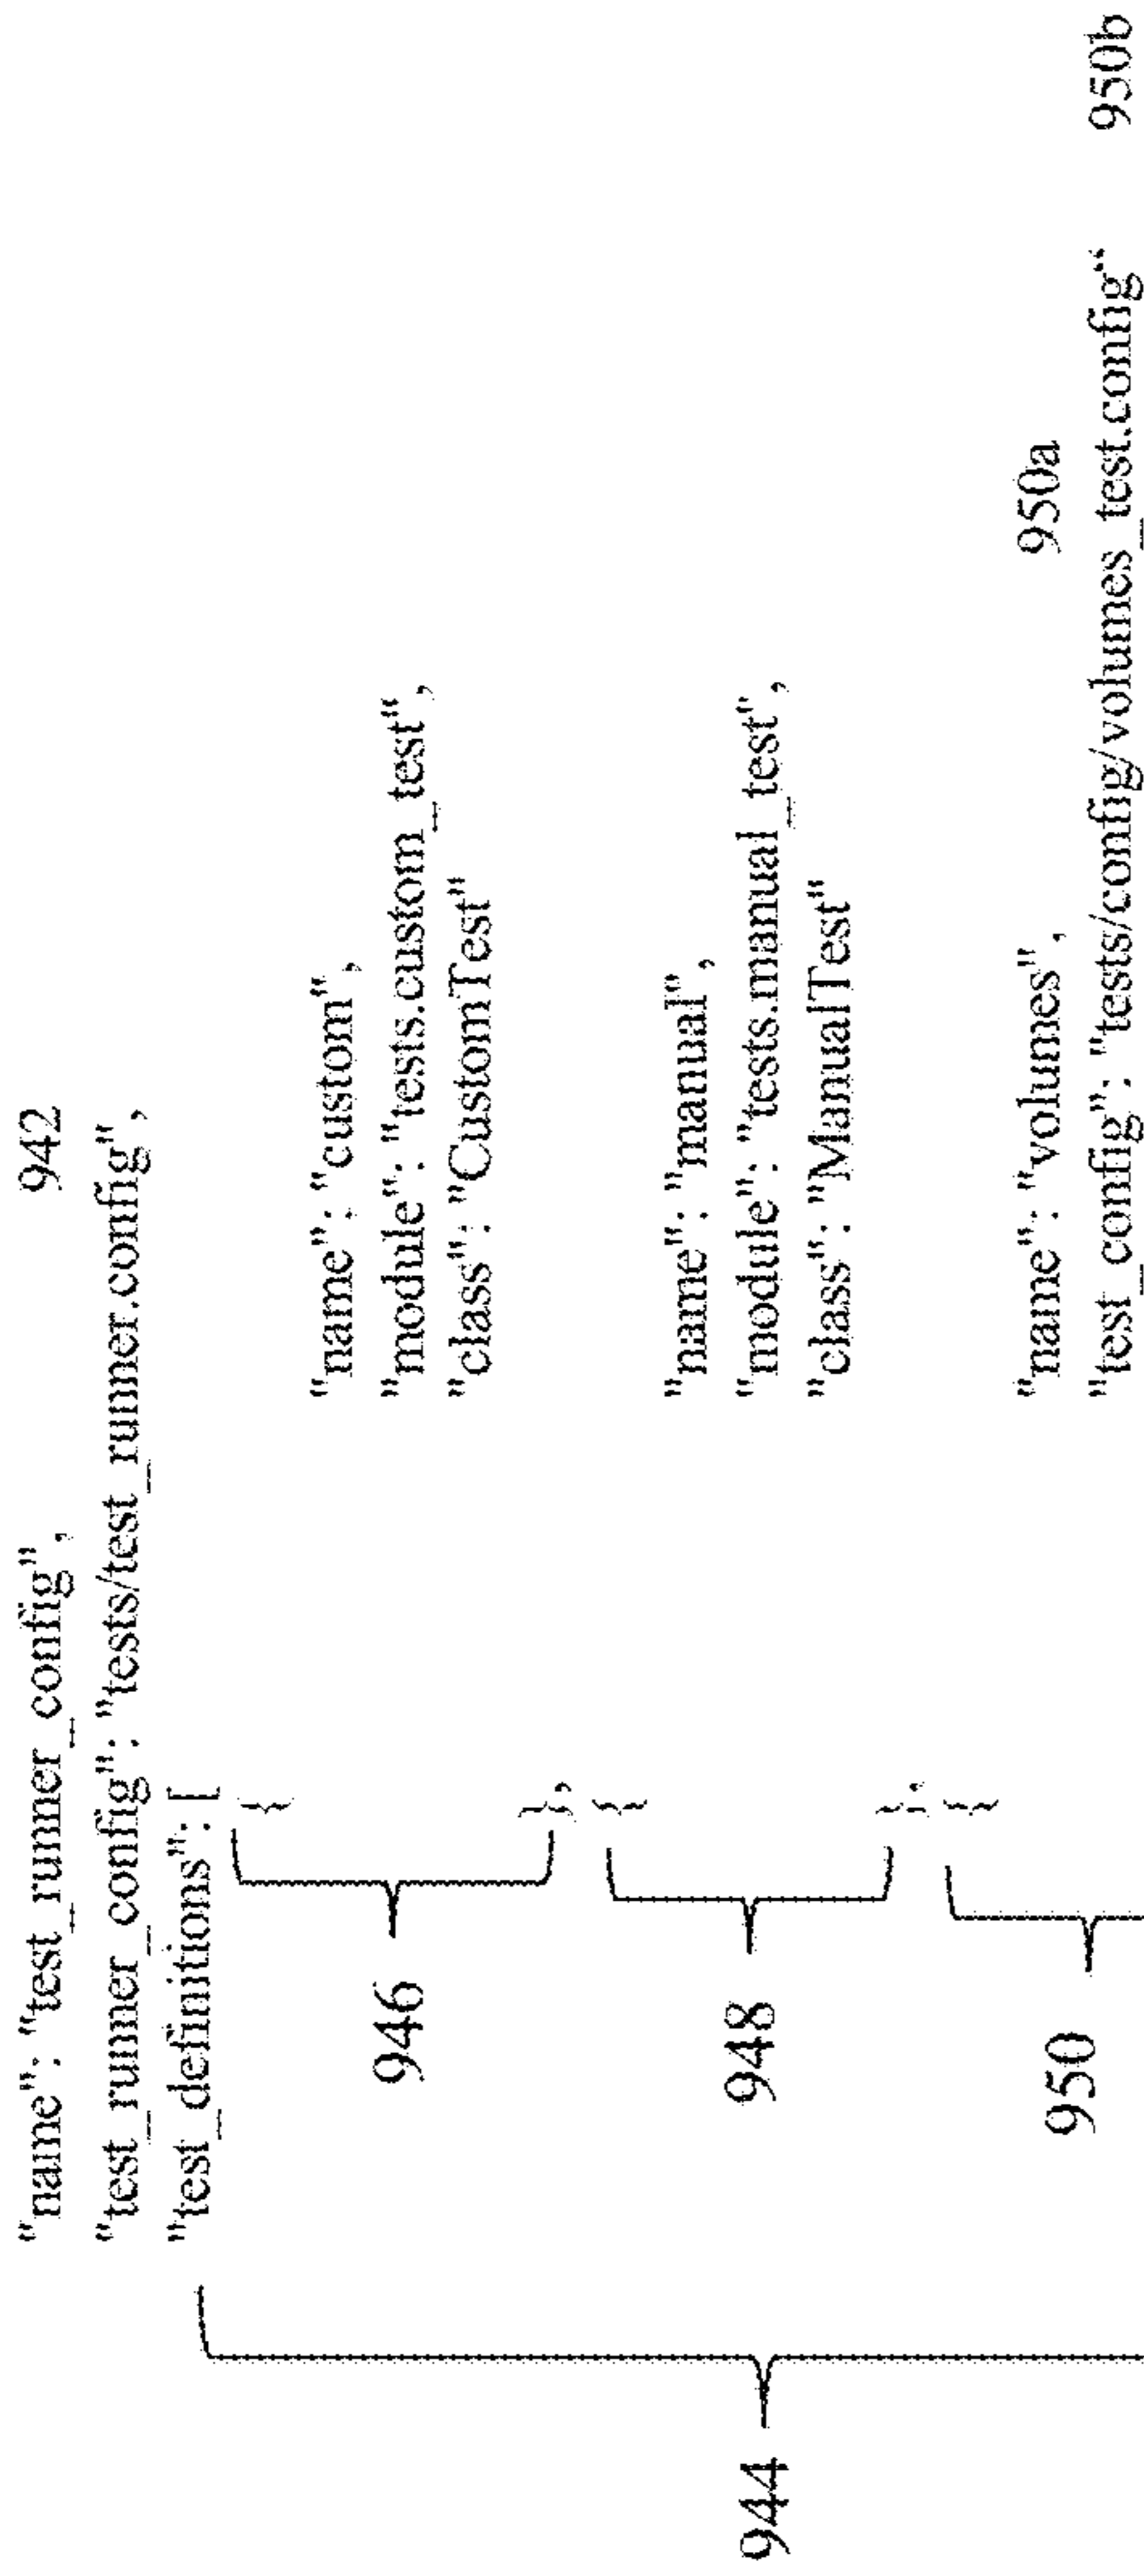 "name": "test_runner_config", 942
"test_runner_config": "tests/test_runner.config",
"test_definitions": [
{
"name": "custom",
"module": "tests.custom_test",
"class": "CustomTest"
},
946
{
"name": "manual",
"module": "tests.manual_test",
"class": "ManualTest"
},
948
944
{
"name": "volumes", 950a
"test_config": "tests/config/volumes_test.config" 950b
950